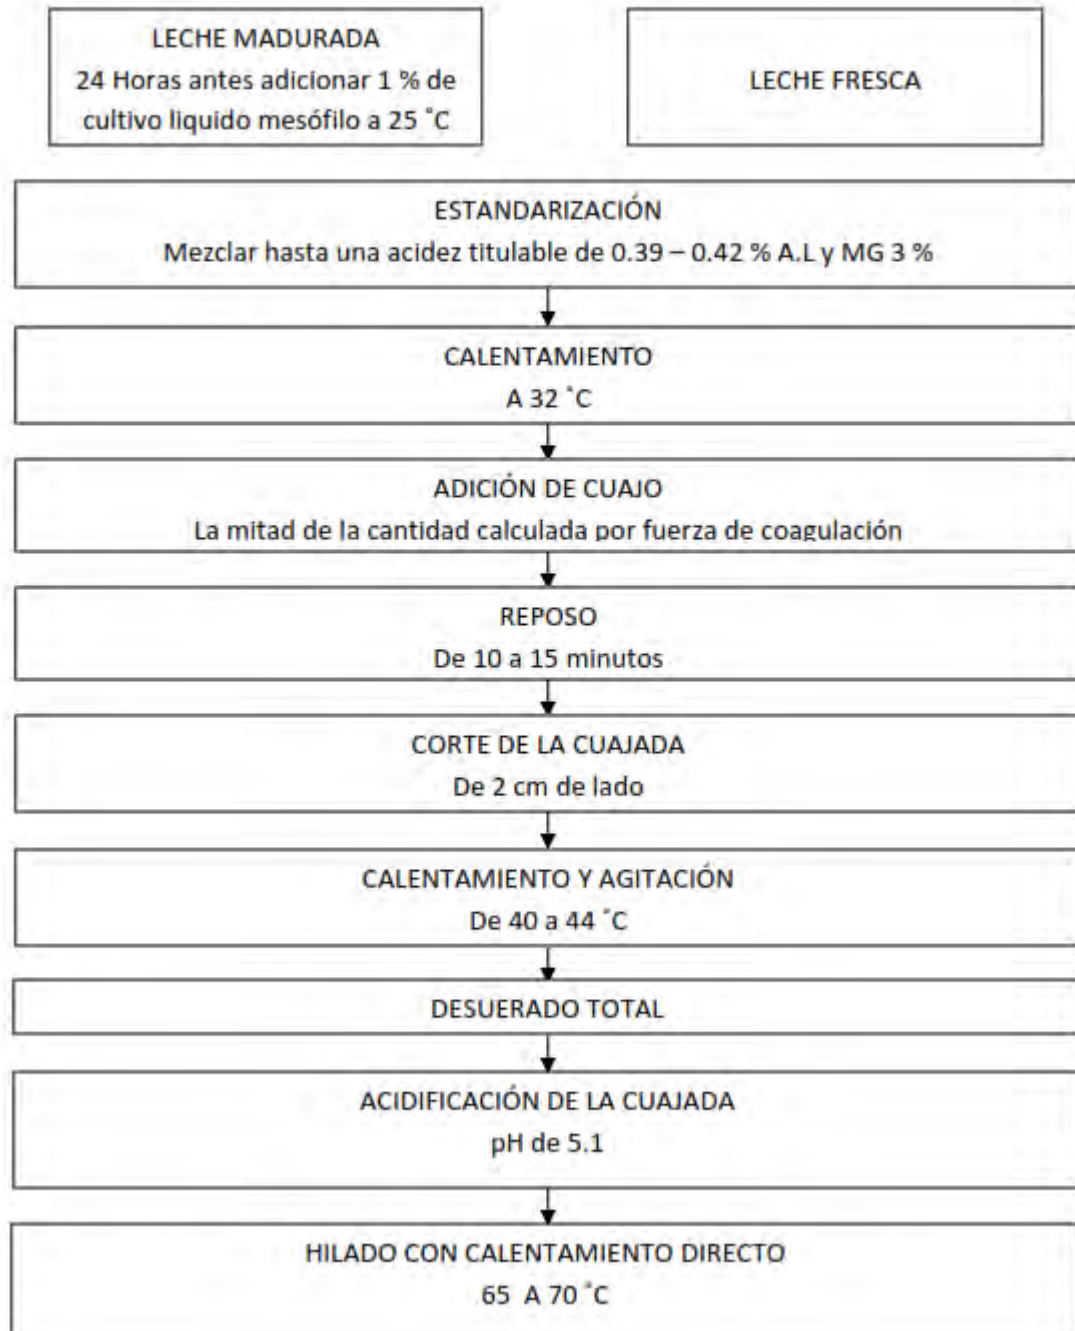 LECHE MADURADA
24 Horas antes adicionar 1 % de
cultivo liquido mesófilo a 25 ˚C
LECHE FRESCA
ESTANDARIZACIÓN
Mezclar hasta una acidez titulable de 0.39 – 0.42 % A.L y MG 3 %
CALENTAMIENTO
A 32 ˚C
ADICIÓN DE CUAJO
La mitad de la cantidad calculada por fuerza de coagulación
REPOSO
De 10 a 15 minutos
CORTE DE LA CUAJADA
De 2 cm de lado
CALENTAMIENTO Y AGITACIÓN
De 40 a 44 ˚C
DESUERADO TOTAL
ACIDIFICACIÓN DE LA CUAJADA
pH de 5.1
HILADO CON CALENTAMIENTO DIRECTO
65 A 70 ˚C